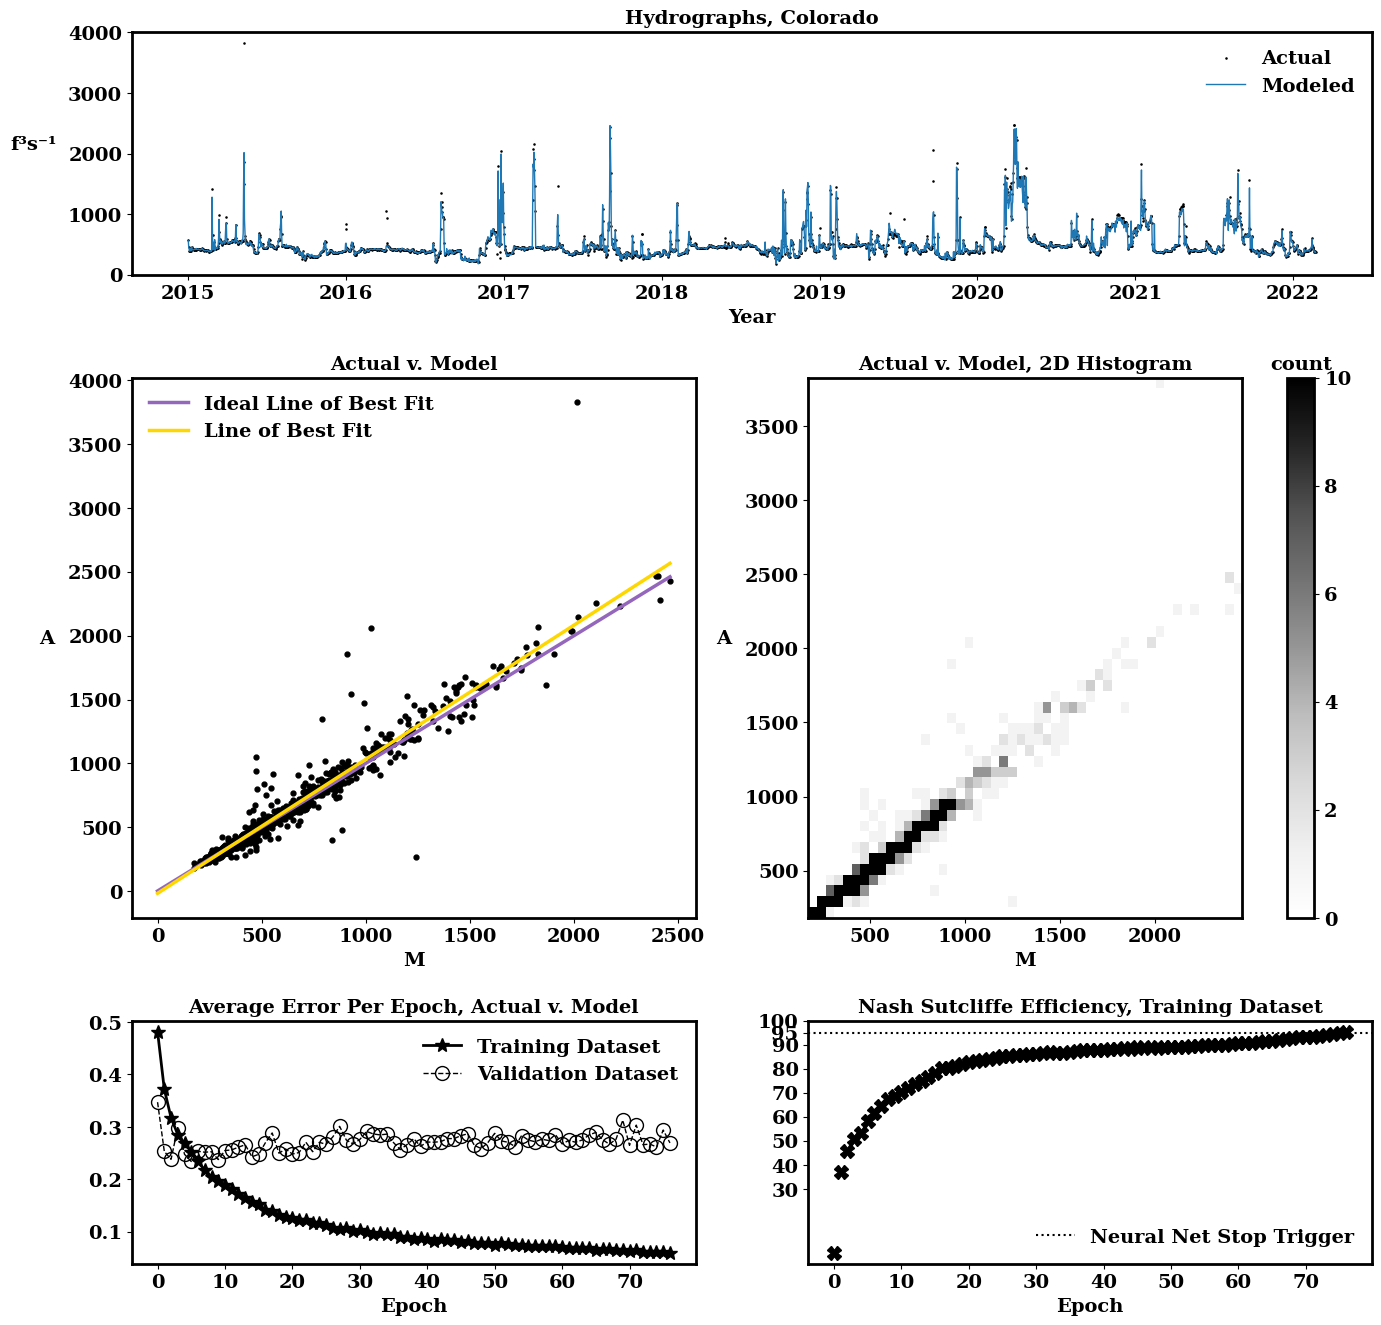 Hydrographs, Colorado
4000
3000
f³s⁻¹
2000
1000
0
Actual
Modeled
2015 2016 2017 2018 2019 2020 2021 2022
Year
Actual v. Model
4000
3500
3000
2500
2000
A
1500
1000
500
0
Ideal Line of Best Fit
Line of Best Fit
0 500 1000 1500 2000 2500
M
Actual v. Model, 2D Histogram
3500
3000
2500
2000
A
1500
1000
500
500 1000 1500 2000
M
count
10
8
6
4
2
0
Average Error Per Epoch, Actual v. Model
0.5
0.4
0.3
0.2
0.1
Training Dataset
Validation Dataset
0 10 20 30 40 50 60 70
Epoch
Nash Sutcliffe Efficiency, Training Dataset
100
95
90
80
70
60
50
40
30
Neural Net Stop Trigger
0 10 20 30 40 50 60 70
Epoch